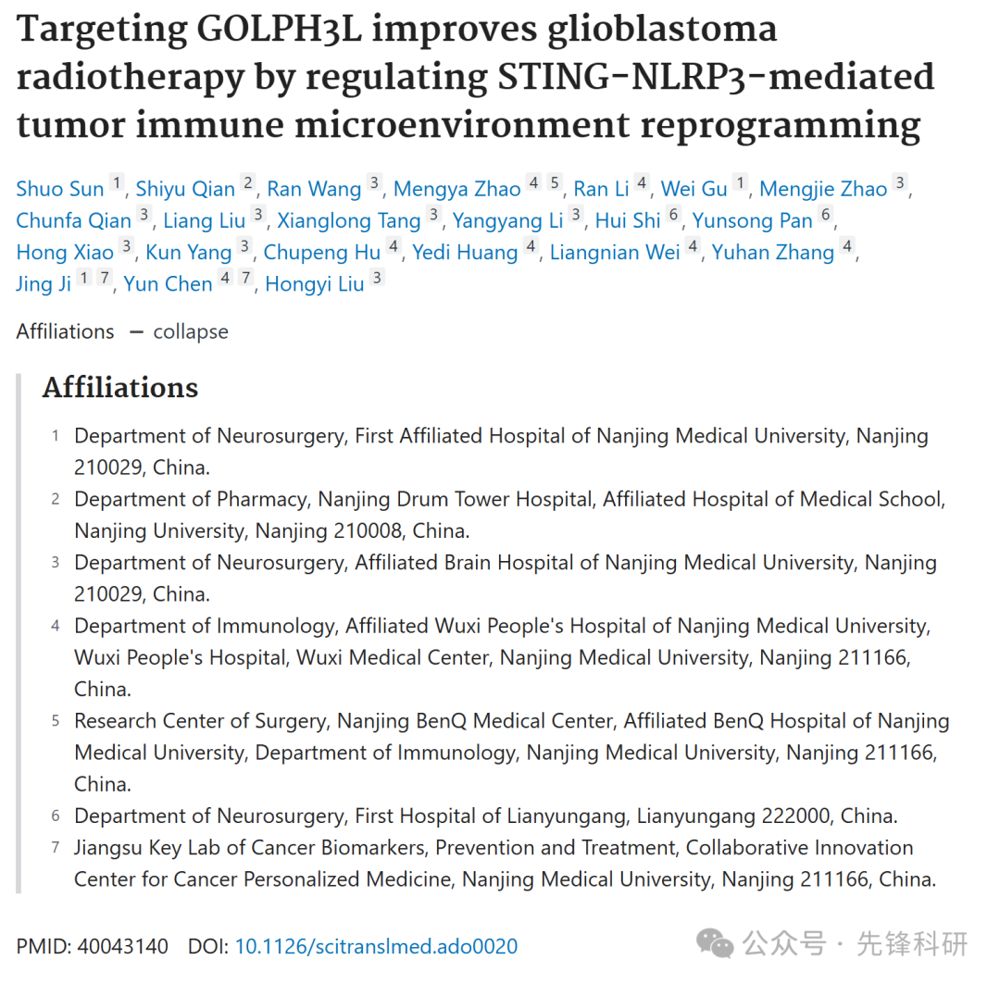 Targeting GOLPH3L improves glioblastoma
radiotherapy by regulating STING-NLRP3-mediated
tumor immune microenvironment reprogramming
Shuo Sun 1, Shiyu Qian 2, Ran Wang 3, Mengya Zhao 4 5, Ran Li 4, Wei Gu 1, Mengjie Zhao 3,
Chunfa Qian 3, Liang Liu 3, Xianglong Tang 3, Yangyang Li 3, Hui Shi 6, Yunsong Pan 6,
Hong Xiao 3, Kun Yang 3, Chupeng Hu 4, Yedi Huang 4, Liangnian Wei 4, Yuhan Zhang 4,
Jing Ji 1 7, Yun Chen 4 7, Hongyi Liu 3
Affiliations − collapse
Affiliations
1 Department of Neurosurgery, First Affiliated Hospital of Nanjing Medical University, Nanjing
210029, China.
2 Department of Pharmacy, Nanjing Drum Tower Hospital, Affiliated Hospital of Medical School,
Nanjing University, Nanjing 210008, China.
3 Department of Neurosurgery, Affiliated Brain Hospital of Nanjing Medical University, Nanjing
210029, China.
4 Department of Immunology, Affiliated Wuxi People's Hospital of Nanjing Medical University,
Wuxi People's Hospital, Wuxi Medical Center, Nanjing Medical University, Nanjing 211166,
China.
5 Research Center of Surgery, Nanjing BenQ Medical Center, Affiliated BenQ Hospital of Nanjing
Medical University, Department of Immunology, Nanjing Medical University, Nanjing 211166,
China.
6 Department of Neurosurgery, First Hospital of Lianyungang, Lianyungang 222000, China.
7 Jiangsu Key Lab of Cancer Biomarkers, Prevention and Treatment, Collaborative Innovation
Center for Cancer Personalized Medicine, Nanjing Medical University, Nanjing 211166, China.
PMID: 40043140 DOI: 10.1126/scitranslmed.ado0020
公众号 · 先锋科研